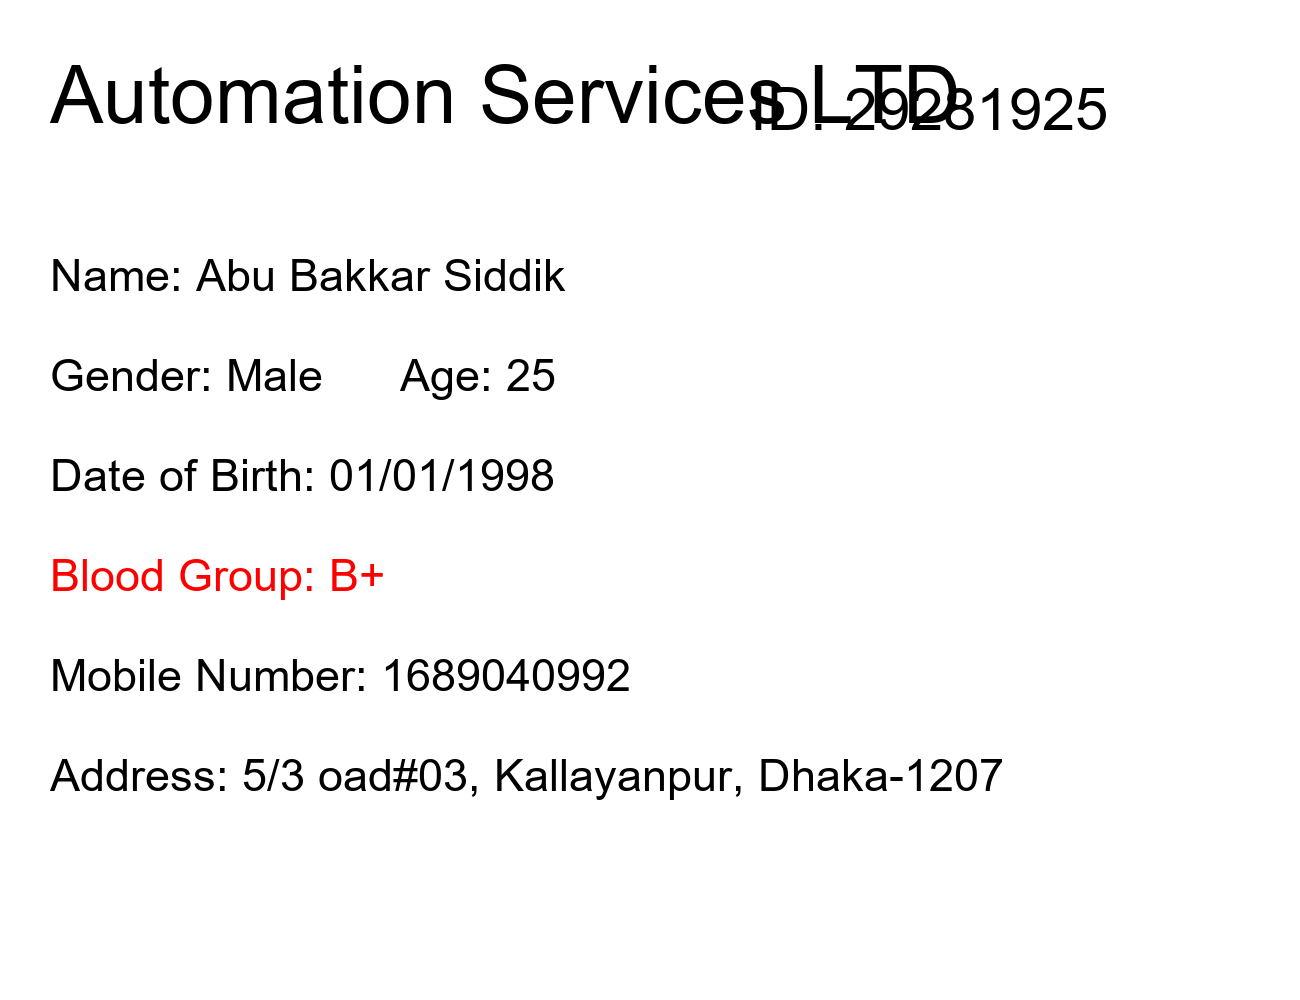 Automation Services LTD
ID: 29281925
Name: Abu Bakkar Siddik
Gender: Male Age: 25
Date of Birth: 01/01/1998
Blood Group: B+
Mobile Number: 1689040992
Address: 5/3 oad#03, Kallayanpur, Dhaka-1207